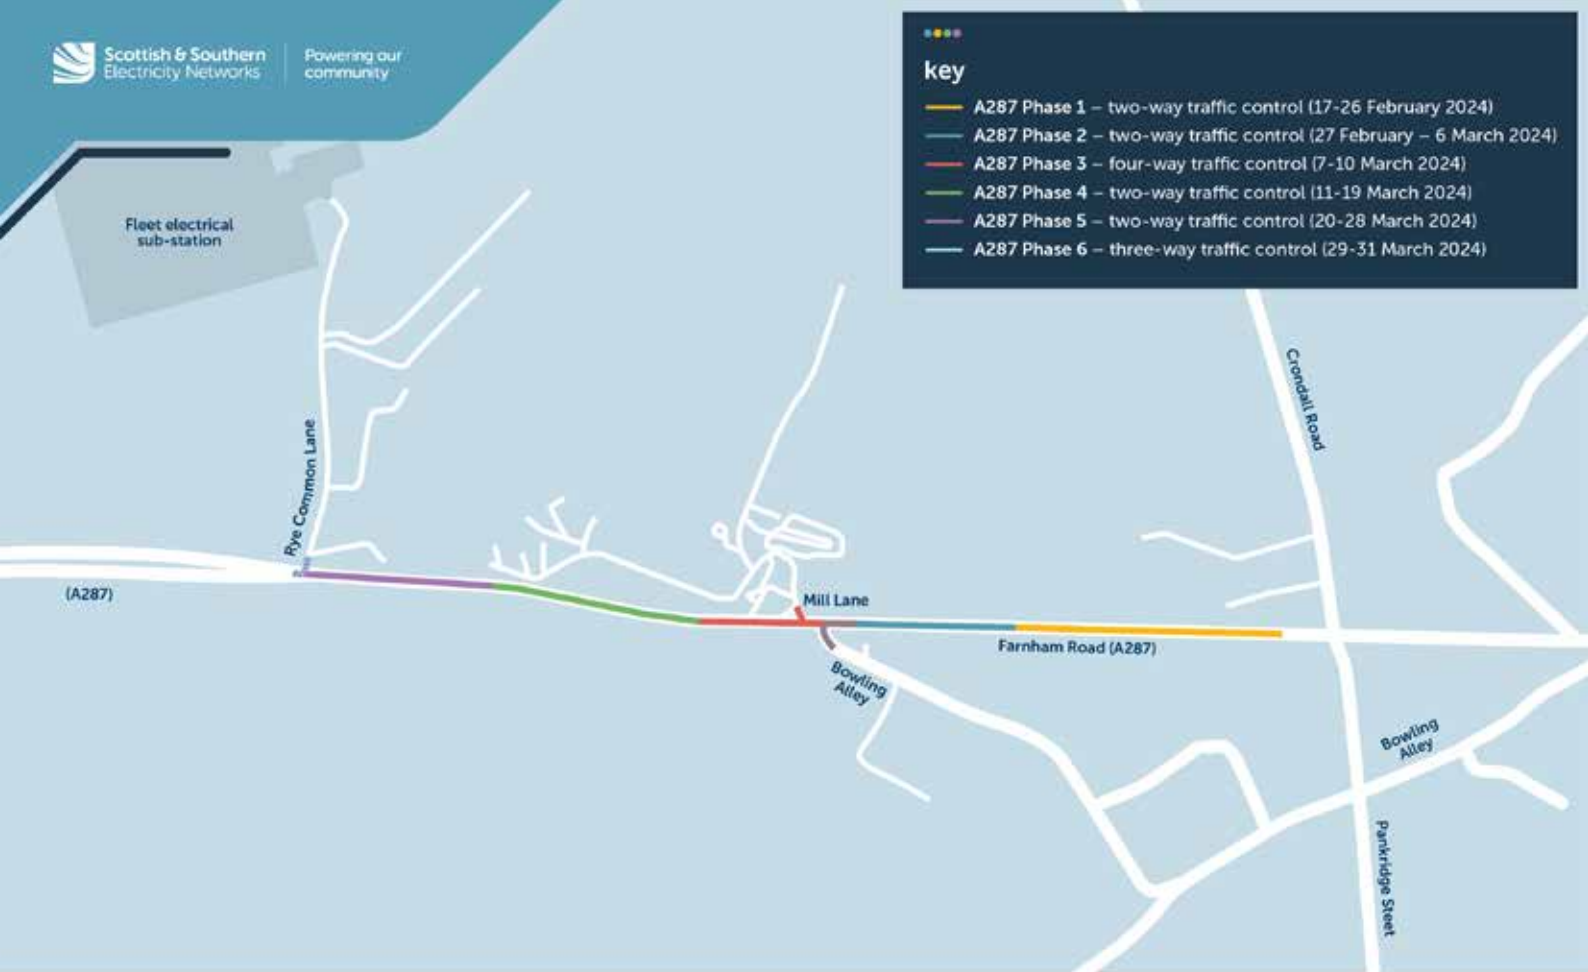 Scottish & Southern
Electricity Networks
Powering our
community
key
A287 Phase 1 – two-way traffic control (17-26 February 2024)
A287 Phase 2 – two-way traffic control (27 February – 6 March 2024)
A287 Phase 3 – four-way traffic control (7-10 March 2024)
A287 Phase 4 – two-way traffic control (11-19 March 2024)
A287 Phase 5 – two-way traffic control (20-28 March 2024)
A287 Phase 6 – three-way traffic control (29-31 March 2024)
Fleet electrical
sub-station
Crondall Road
Rye Common Lane
(A287)
Mill Lane
Farnham Road (A287)
Bowling
Alley
Bowling
Alley
Pankridge Steet